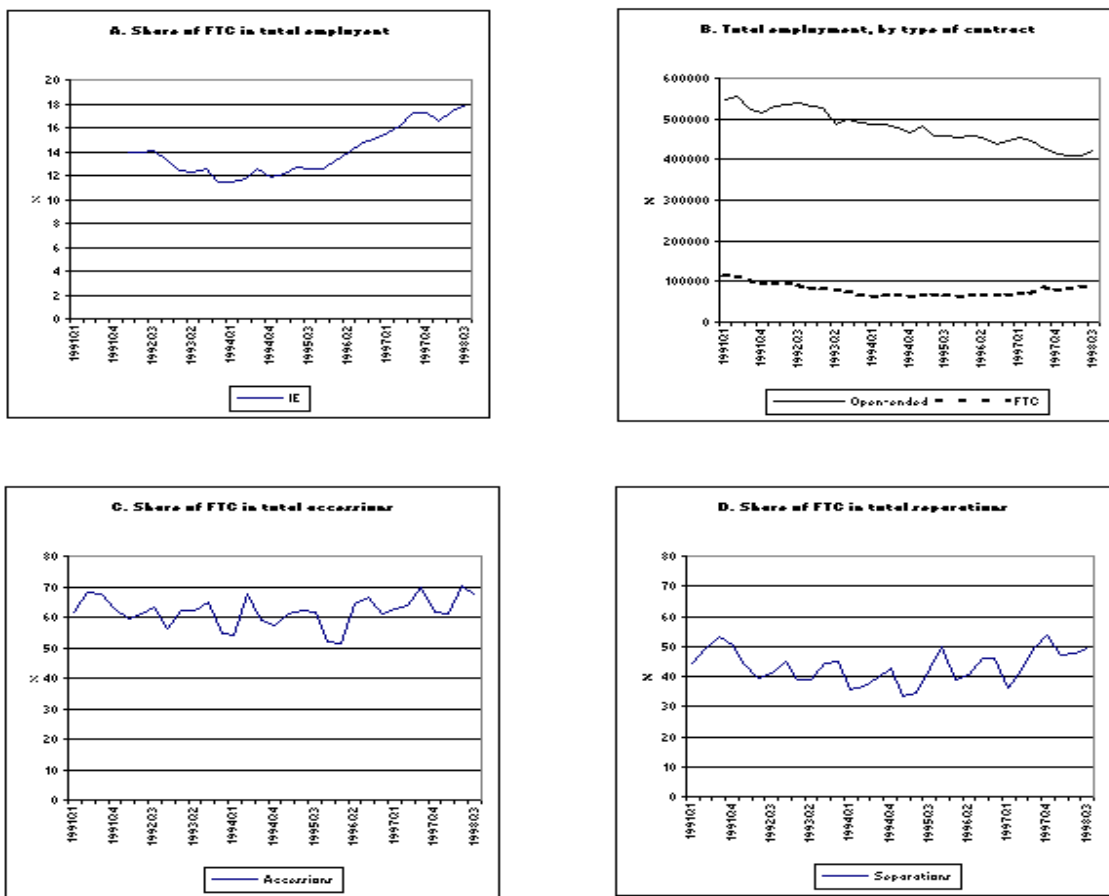 A. Share of FTC in total employent
20
18
16
14
12
10
8
6
4
2
0
%
1991Q1
1991Q4
1992Q3
1993Q2
1994Q1
1994Q4
1995Q3
1996Q2
1997Q1
1997Q4
1998Q3
IE
B. Total employment, by type of contract
600000
500000
400000
300000
200000
100000
0
%
1991Q1
1991Q4
1992Q3
1993Q2
1994Q1
1994Q4
1995Q3
1996Q2
1997Q1
1997Q4
1998Q3
Open-ended
FTC
C. Share of FTC in total accessions
80
70
60
50
40
30
20
10
0
%
1991Q1
1991Q4
1992Q3
1993Q2
1994Q1
1994Q4
1995Q3
1996Q2
1997Q1
1997Q4
1998Q3
Accessions
D. Share of FTC in total separations
80
70
60
50
40
30
20
10
0
%
1991Q1
1991Q4
1992Q3
1993Q2
1994Q1
1994Q4
1995Q3
1996Q2
1997Q1
1997Q4
1998Q3
Separations